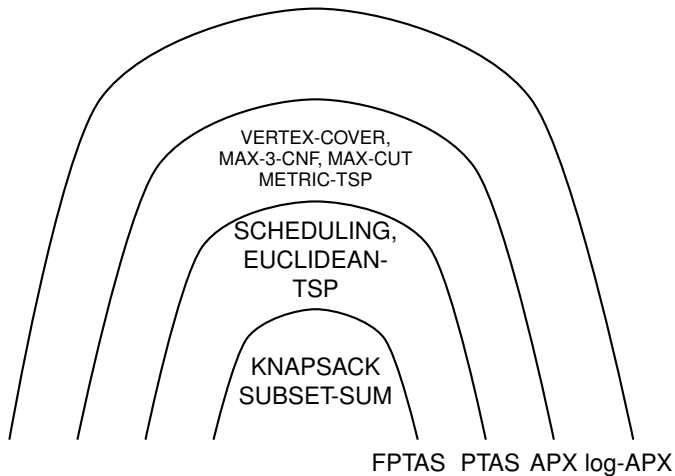 VERTEX-COVER,
MAX-3-CNF, MAX-CUT
METRIC-TSP
SCHEDULING,
EUCLIDEAN-
TSP
KNAPSACK
SUBSET-SUM
FPTAS PTAS APX log-APX